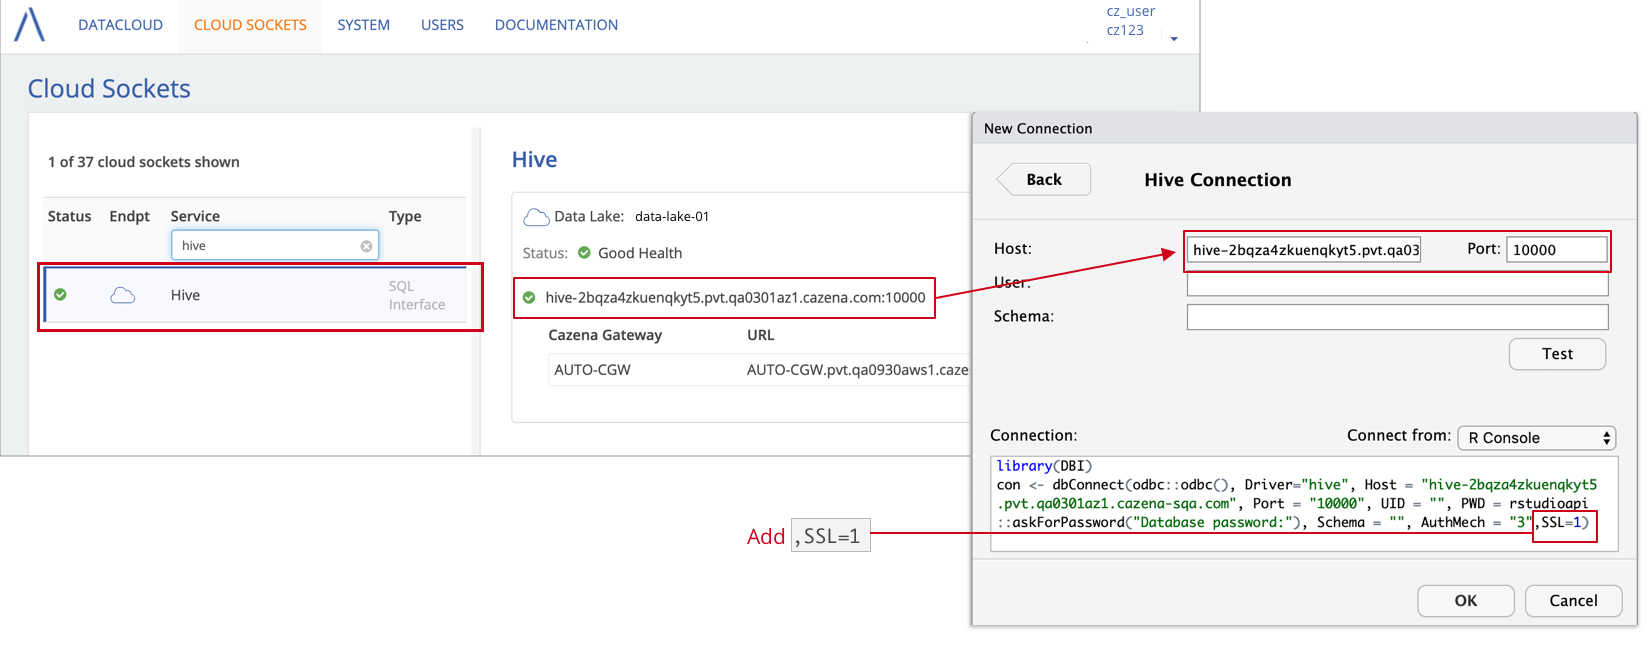 DATACLOUD CLOUD SOCKETS SYSTEM USERS DOCUMENTATION
cz_user
cz123
Cloud Sockets
1 of 37 cloud sockets shown
Status Endpt Service Type
hive
Hive
SQL
Interface
Hive
Data Lake: data-lake-01
Status: Good Health
hive-2bqza4zkuenqkyt5.pvt.qa0301az1.cazena.com:10000
Cazena Gateway URL
AUTO-CGW AUTO-CGW.pvt.qa0930aws1.caze
New Connection
Back Hive Connection
Host: hive-2bqza4zkuenqkyt5.pvt.qa03 Port: 10000
User:
Schema:
Test
Connection: Connect from: R Console
library(DBI)
con <- dbConnect(odbc::odbc(), Driver="hive", Host = "hive-2bqza4zkuenqkyt5
.pvt.qa0301az1.cazena-sqa.com", Port = "10000", UID = "", PWD = rstudioapi
::askForPassword("Database password:"), Schema = "", AuthMech = "3",SSL=1)
Add ,SSL=1
OK Cancel